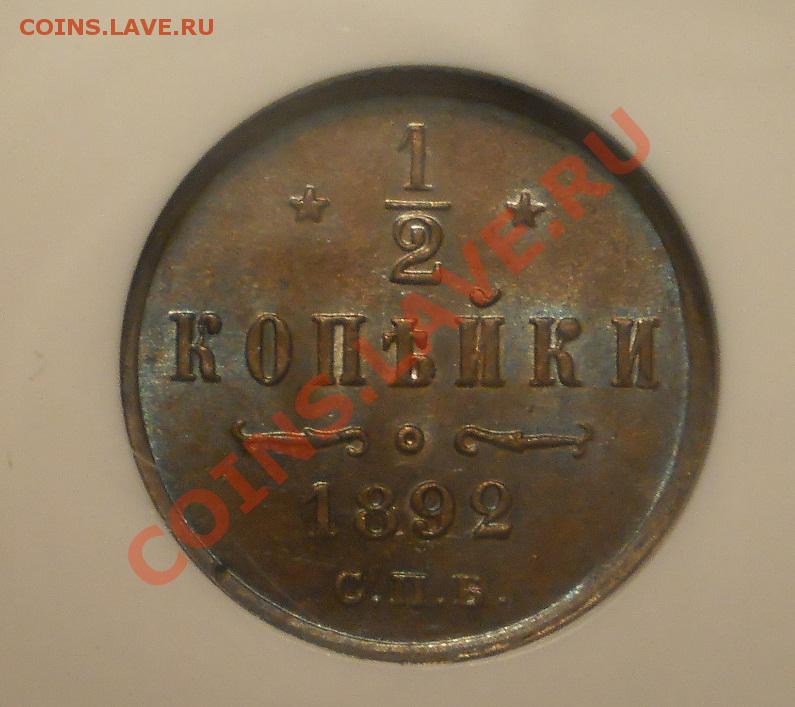 COINS.LAVE.RU
1
2
КОПѢЙКИ
1892
С.П.Б.
COINS.LAVE.RU